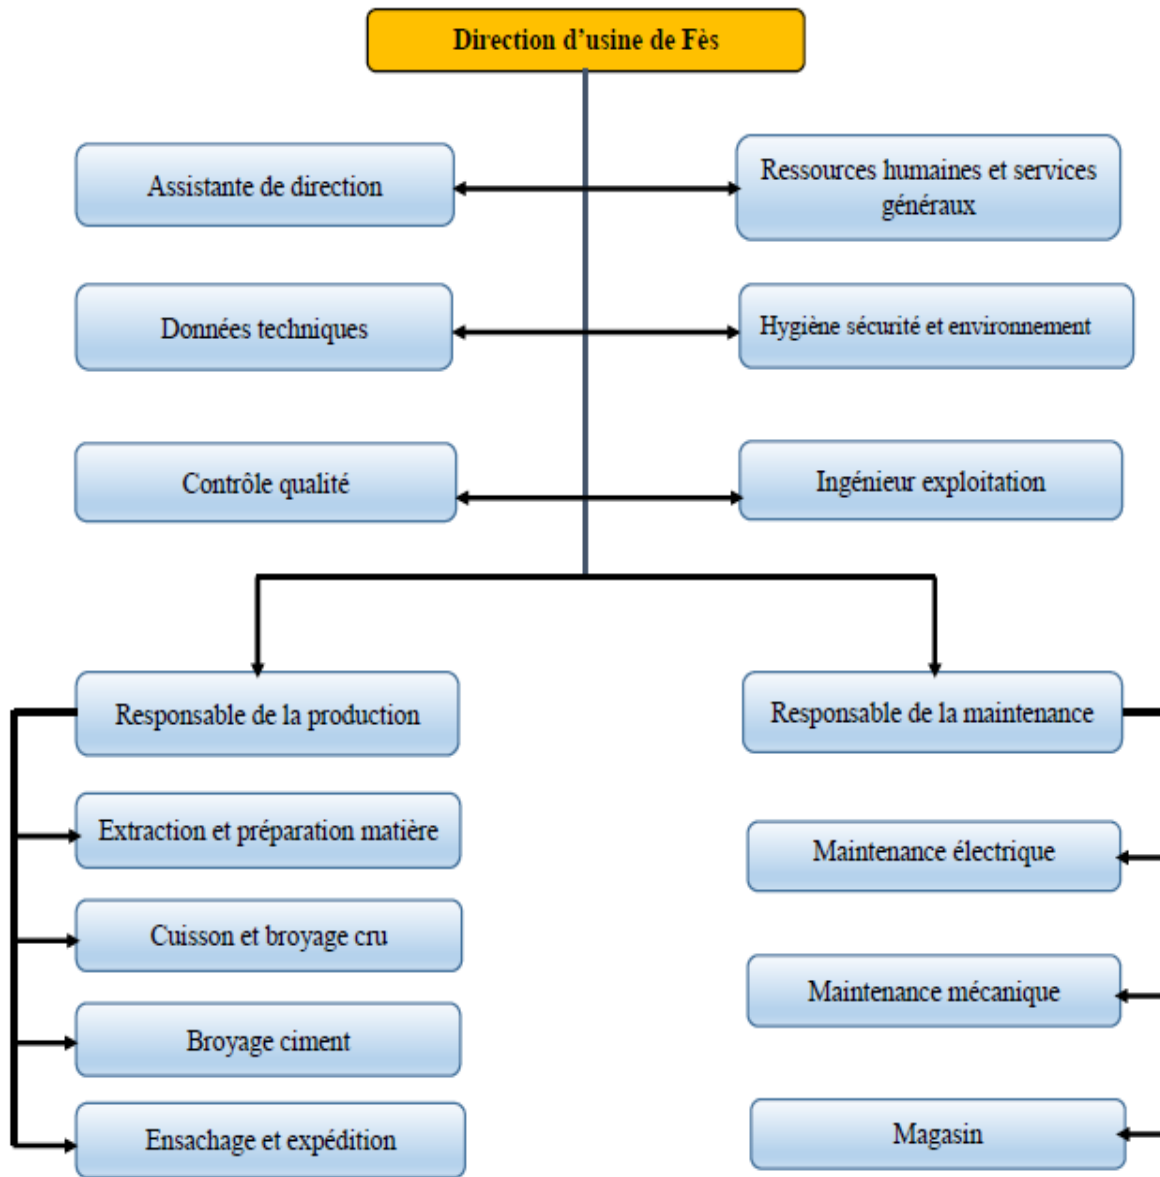 Direction d’usine de Fès
Assistante de direction
Ressources humaines et services
généraux
Données techniques
Hygiène sécurité et environnement
Contrôle qualité
Ingénieur exploitation
Responsable de la production
Responsable de la maintenance
Extraction et préparation matière
Maintenance électrique
Cuisson et broyage cru
Maintenance mécanique
Broyage ciment
Ensachage et expédition
Magasin